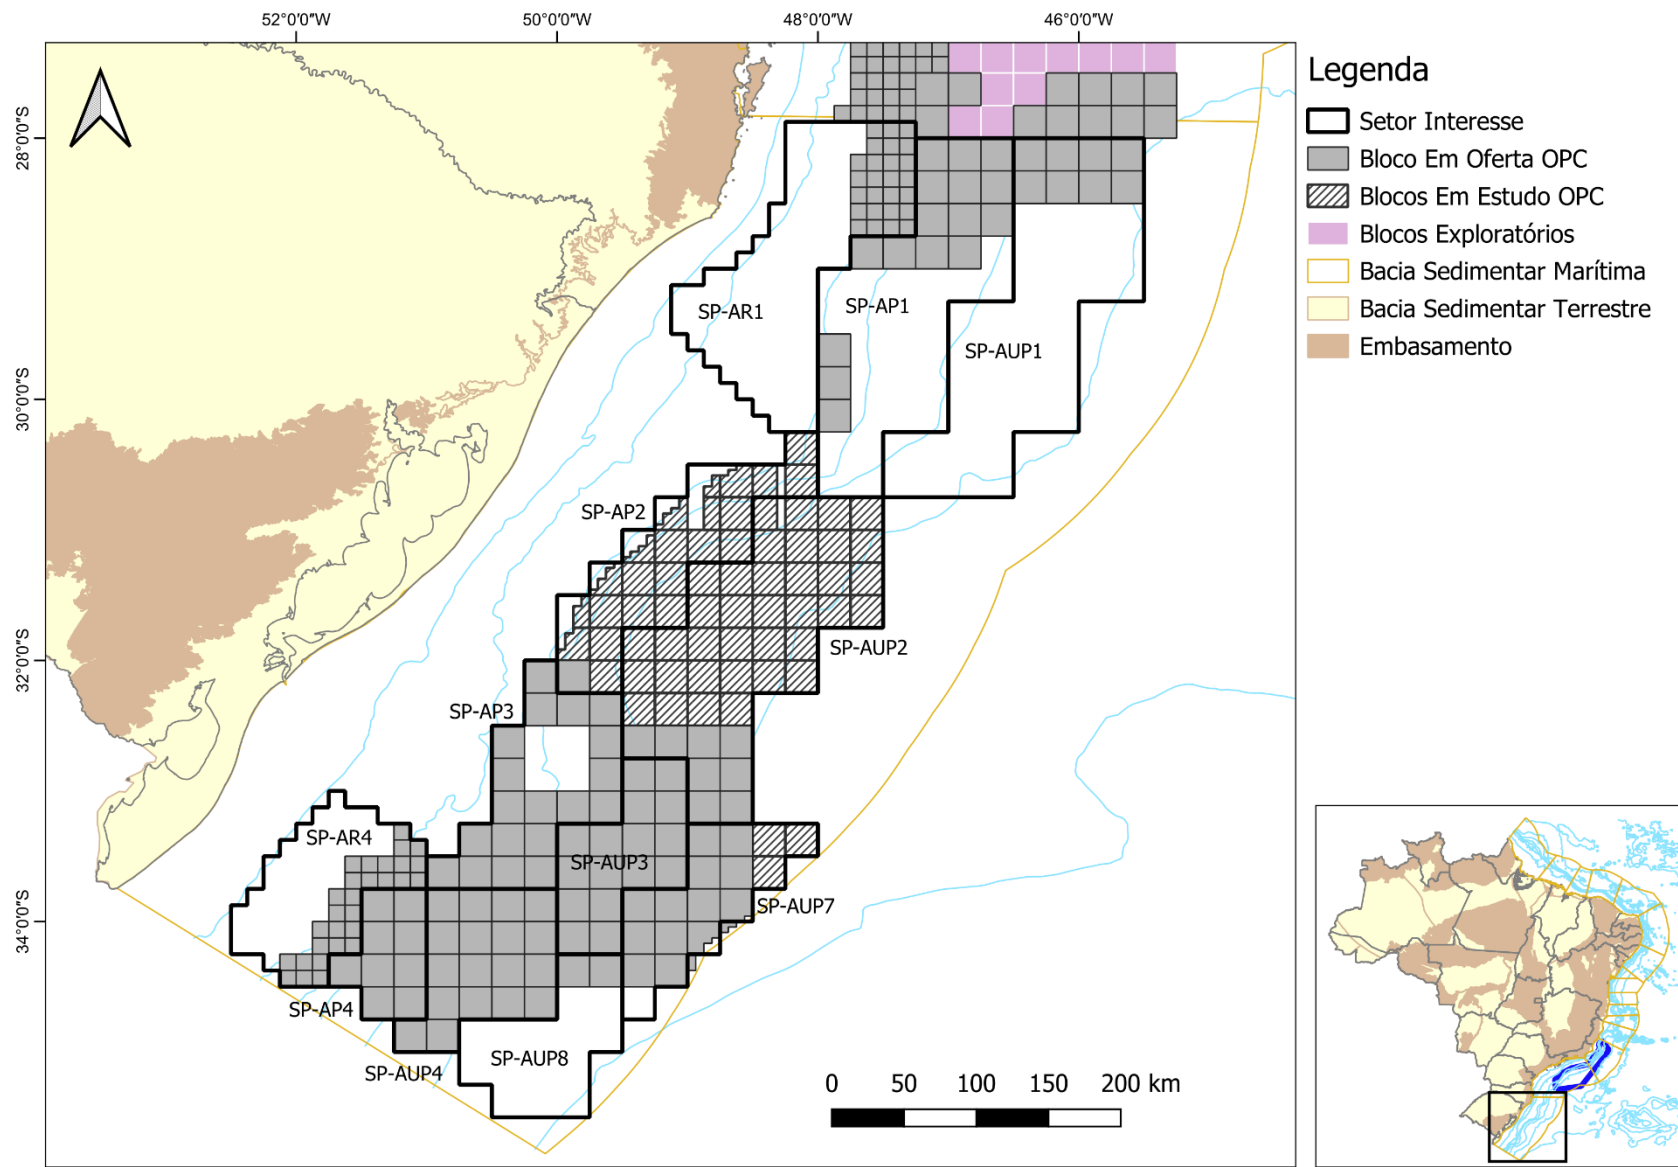 52°0'0"W
50°0'0"W
48°0'0"W
46°0'0"W
28°0'0"S
30°0'0"S
32°0'0"S
34°0'0"S
SP-AR1
SP-AP1
SP-AUP1
SP-AP2
SP-AUP2
SP-AP3
SP-AR4
SP-AUP3
SP-AUP7
SP-AP4
SP-AUP8
SP-AUP4
0 50 100 150 200 km
Legenda
Setor Interesse
Bloco Em Oferta OPC
Blocos Em Estudo OPC
Blocos Exploratórios
Bacia Sedimentar Marítima
Bacia Sedimentar Terrestre
Embasamento